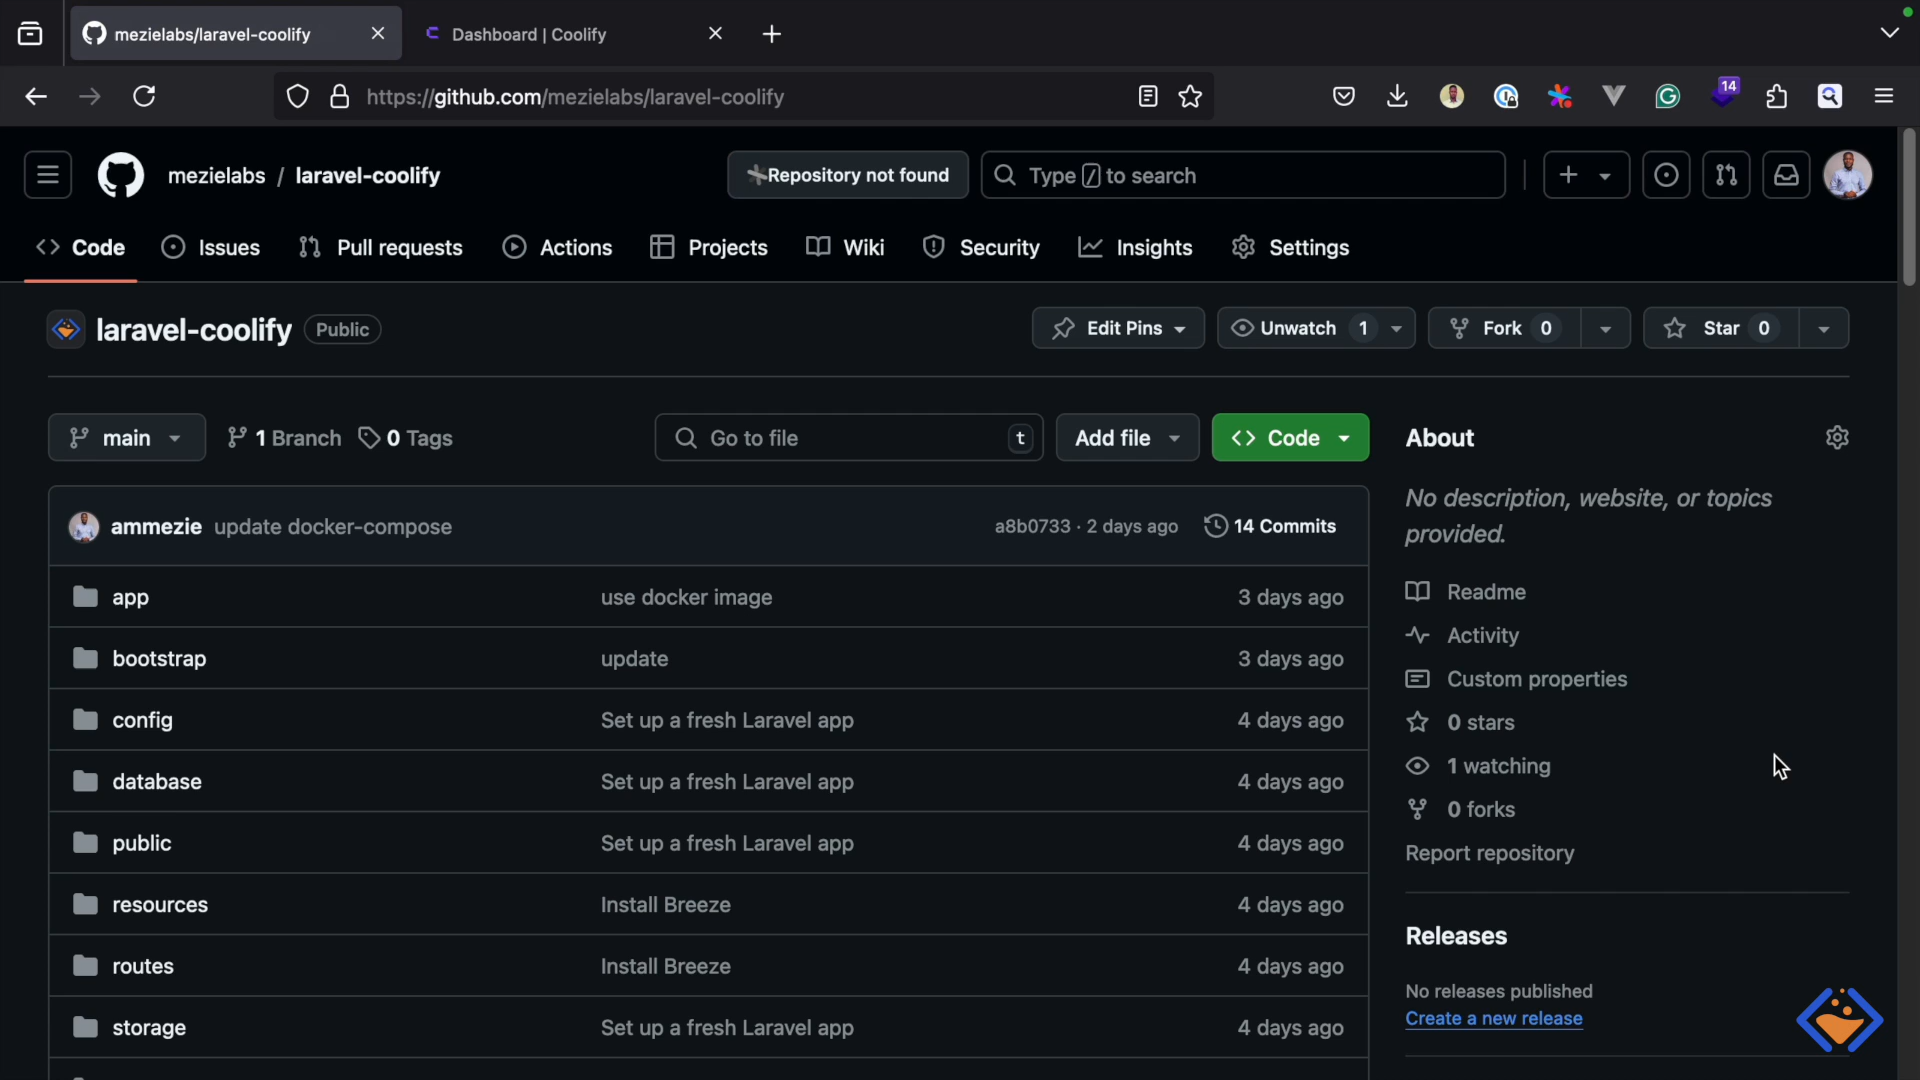 mezielabs/laravel-coolify
Dashboard | Coolify
https://github.com/mezielabs/laravel-coolify
14
mezielabs / laravel-coolify
Repository not found
Type / to search
Code
Issues
Pull requests
Actions
Projects
Wiki
Security
Insights
Settings
laravel-coolify
Public
Edit Pins
Unwatch 1
Fork 0
Star 0
main
1 Branch
0 Tags
Go to file
t
Add file
Code
ammezie update docker-compose
a8b0733 · 2 days ago
14 Commits
app use docker image 3 days ago
bootstrap update 3 days ago
config Set up a fresh Laravel app 4 days ago
database Set up a fresh Laravel app 4 days ago
public Set up a fresh Laravel app 4 days ago
resources Install Breeze 4 days ago
routes Install Breeze 4 days ago
storage Set up a fresh Laravel app 4 days ago
About
No description, website, or topics
provided.
Readme
Activity
Custom properties
0 stars
1 watching
0 forks
Report repository
Releases
No releases published
Create a new release